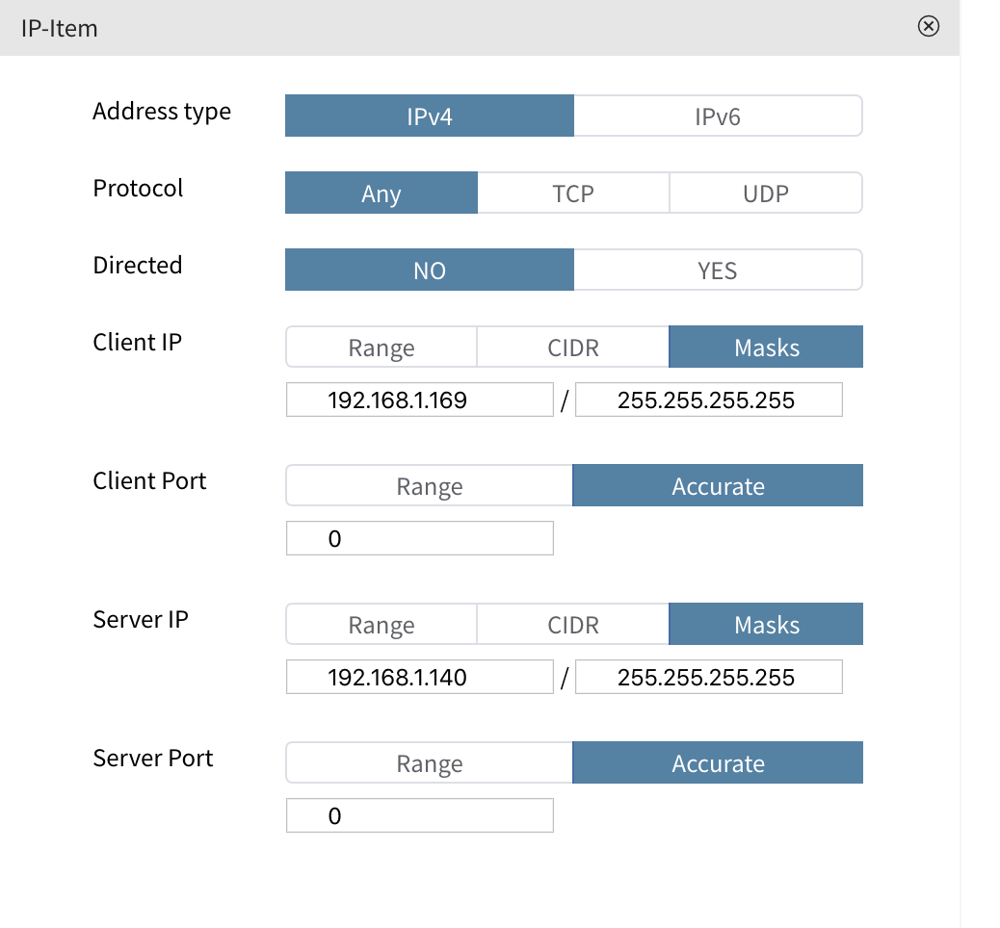 IP-Item
Address type IPv4 IPv6
Protocol Any TCP UDP
Directed NO YES
Client IP Range CIDR Masks
192.168.1.169 / 255.255.255.255
Client Port Range Accurate
0
Server IP Range CIDR Masks
192.168.1.140 / 255.255.255.255
Server Port Range Accurate
0